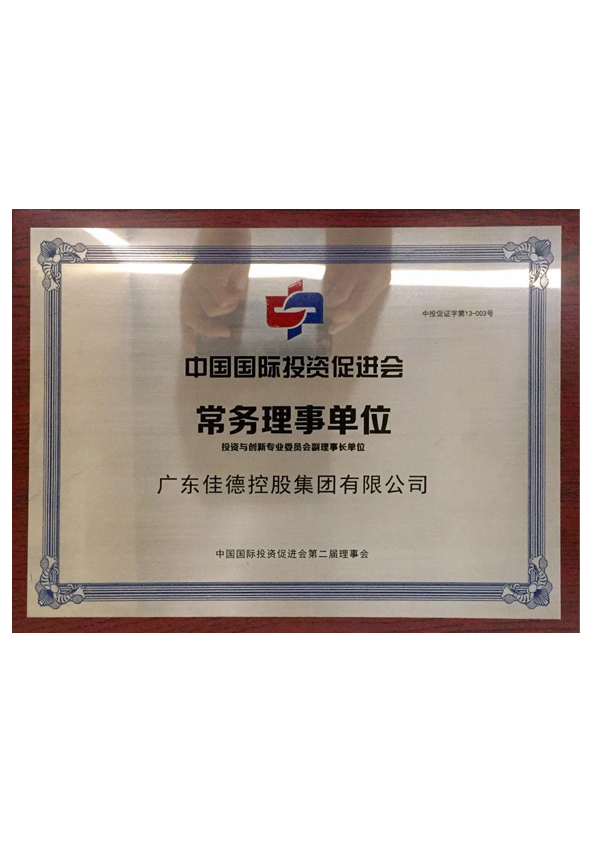 中投促证字第13-003号
中国国际投资促进会
常务理事单位
投资与创新专业委员会副理事长单位
广东佳德控股集团有限公司
中国国际投资促进会第二届理事会